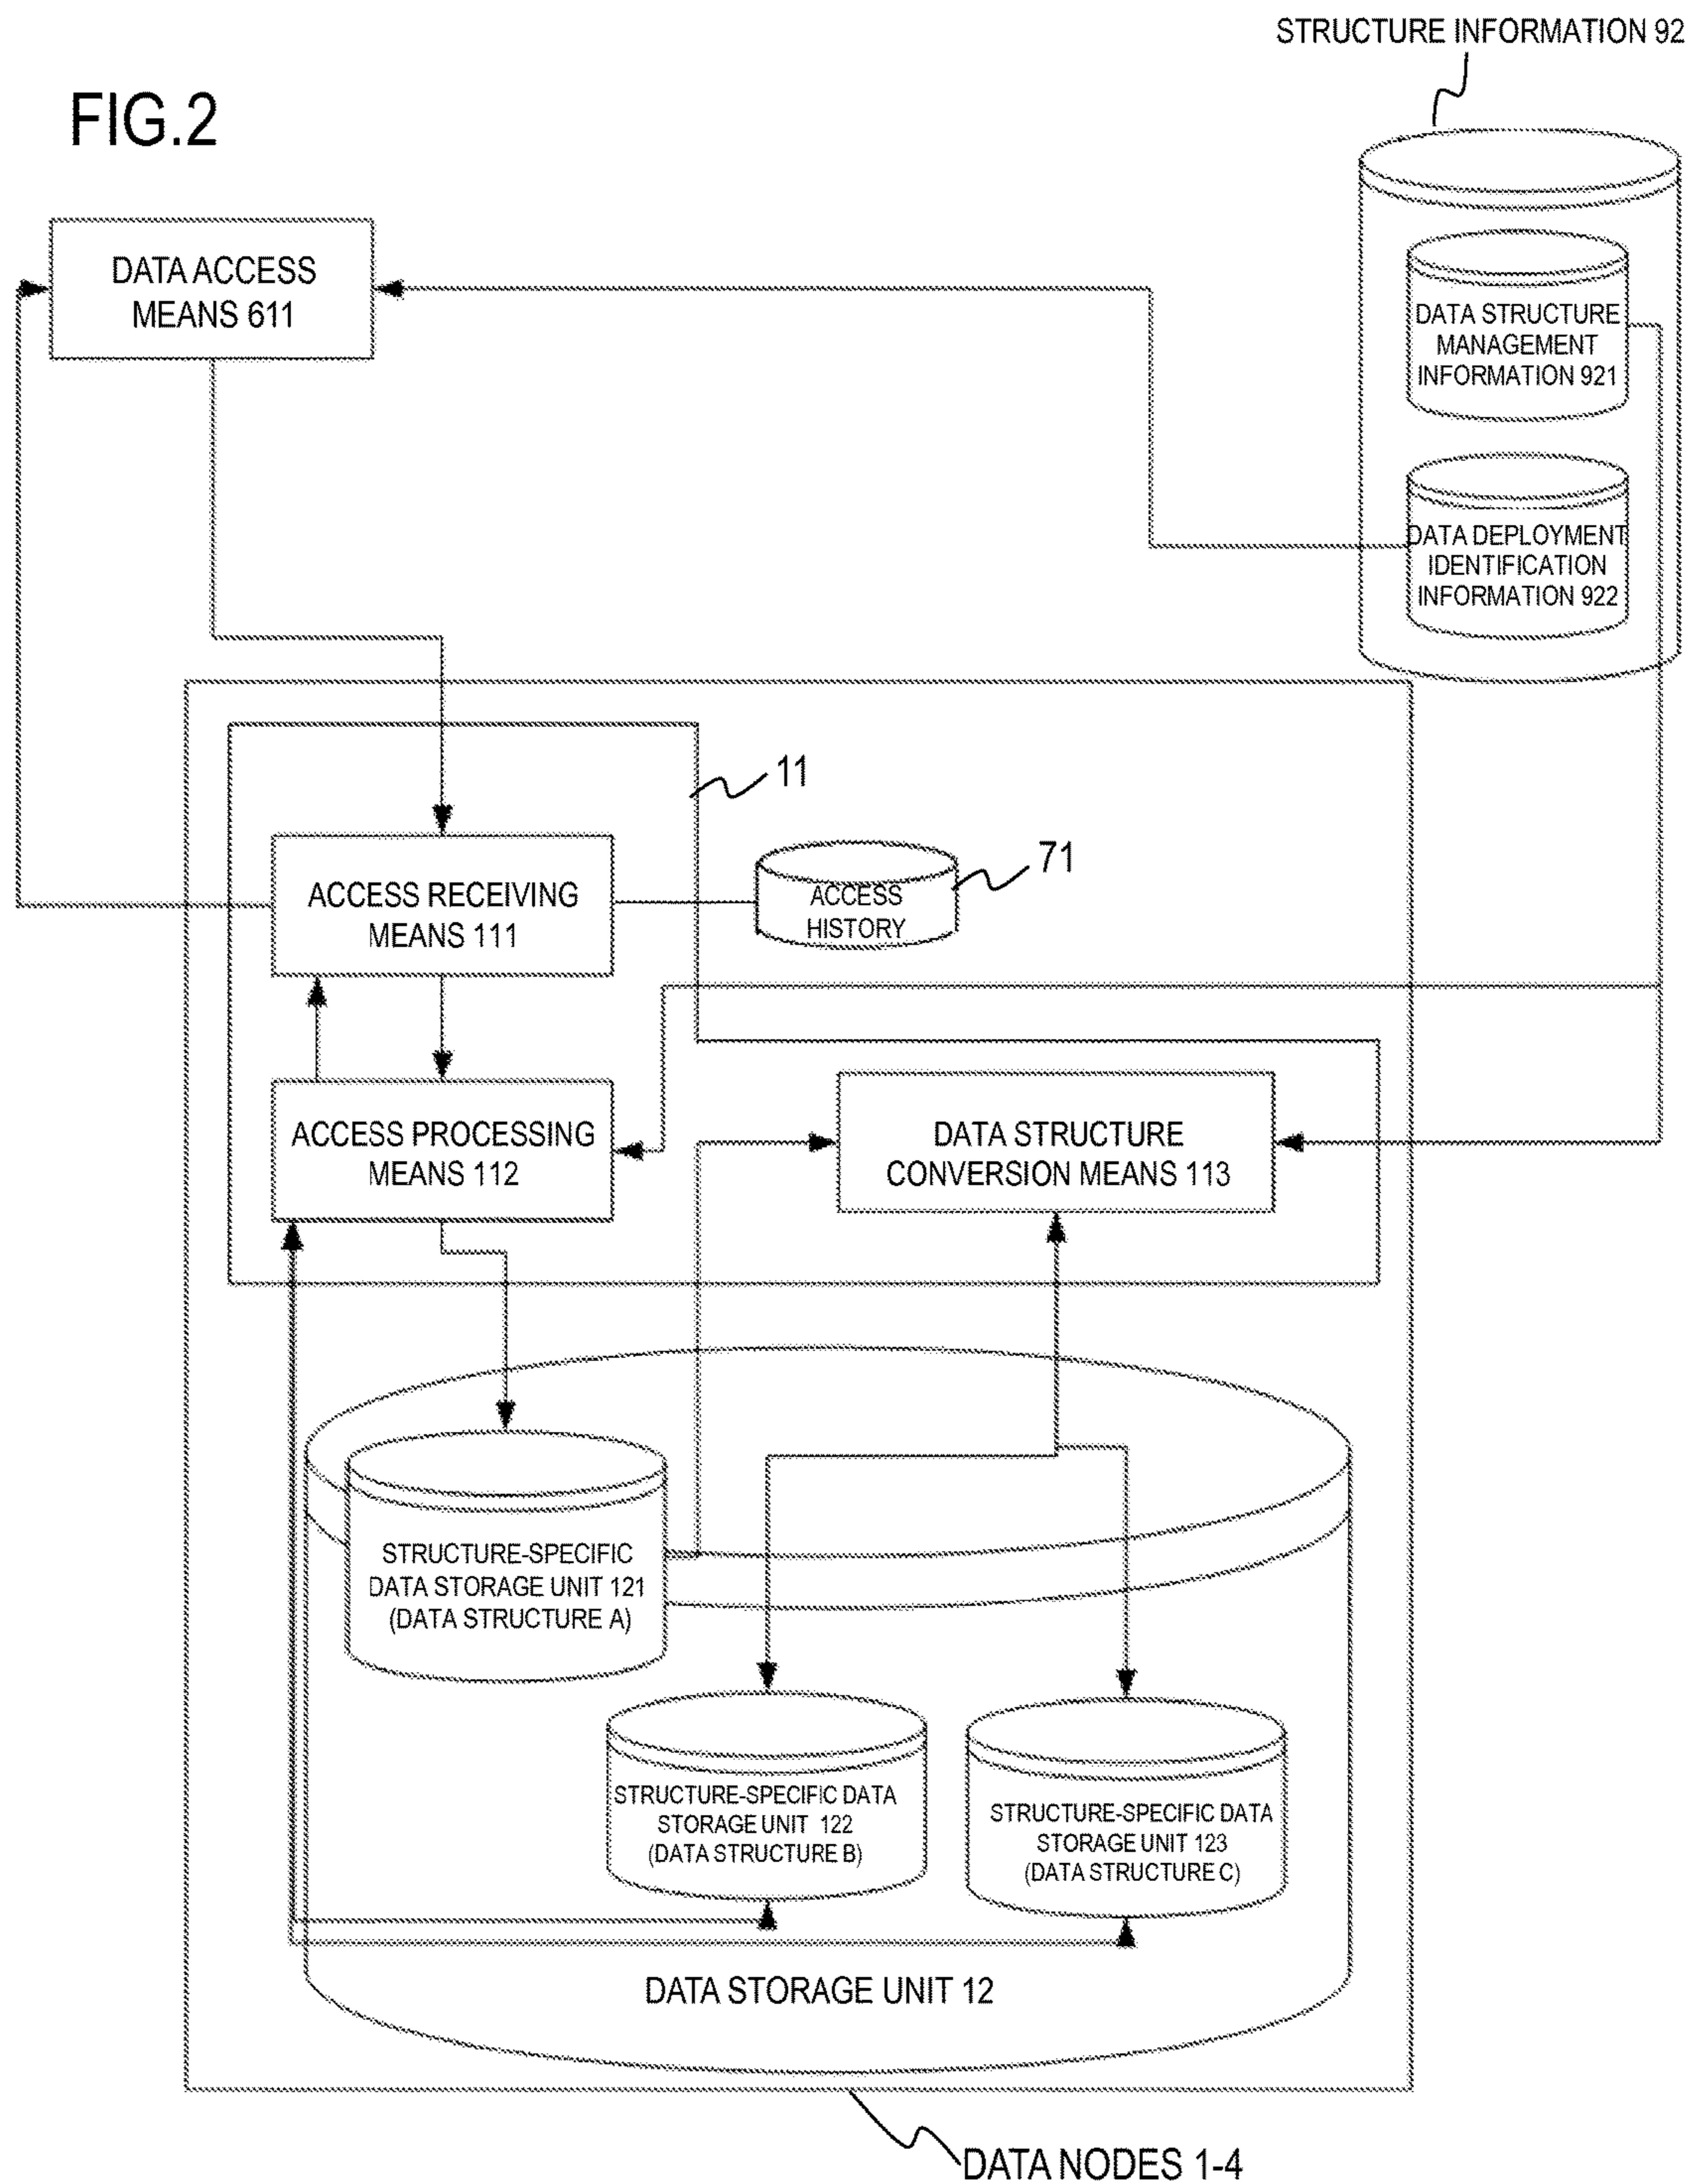 STRUCTURE INFORMATION 92
FIG.2
DATA ACCESS
MEANS 611
DATA STRUCTURE
MANAGEMENT
INFORMATION 921
DATA DEPLOYMENT
IDENTIFICATION
INFORMATION 922
11
71
ACCESS RECEIVING
MEANS 111
ACCESS
HISTORY
ACCESS PROCESSING
MEANS 112
DATA STRUCTURE
CONVERSION MEANS 113
STRUCTURE-SPECIFIC
DATA STORAGE UNIT 121
(DATA STRUCTURE A)
STRUCTURE-SPECIFIC DATA
STORAGE UNIT 122
(DATA STRUCTURE B)
STRUCTURE-SPECIFIC DATA
STORAGE UNIT 123
(DATA STRUCTURE C)
DATA STORAGE UNIT 12
DATA NODES 1-4